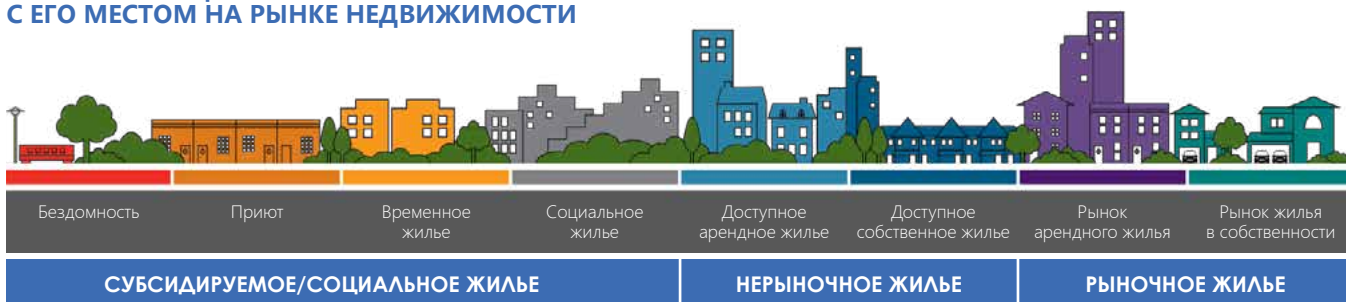 С ЕГО МЕСТОМ НА РЫНКЕ НЕДВИЖИМОСТИ
Бездомность
Приют
Временное
жилье
Социальное
жилье
Доступное
арендное жилье
Доступное
собственное жилье
Рынок
арендного жилья
Рынок жилья
в собственности
СУБСИДИРУЕМОЕ/СОЦИАЛЬНОЕ ЖИЛЬЕ
НЕРЫНОЧНОЕ ЖИЛЬЕ
РЫНОЧНОЕ ЖИЛЬЕ